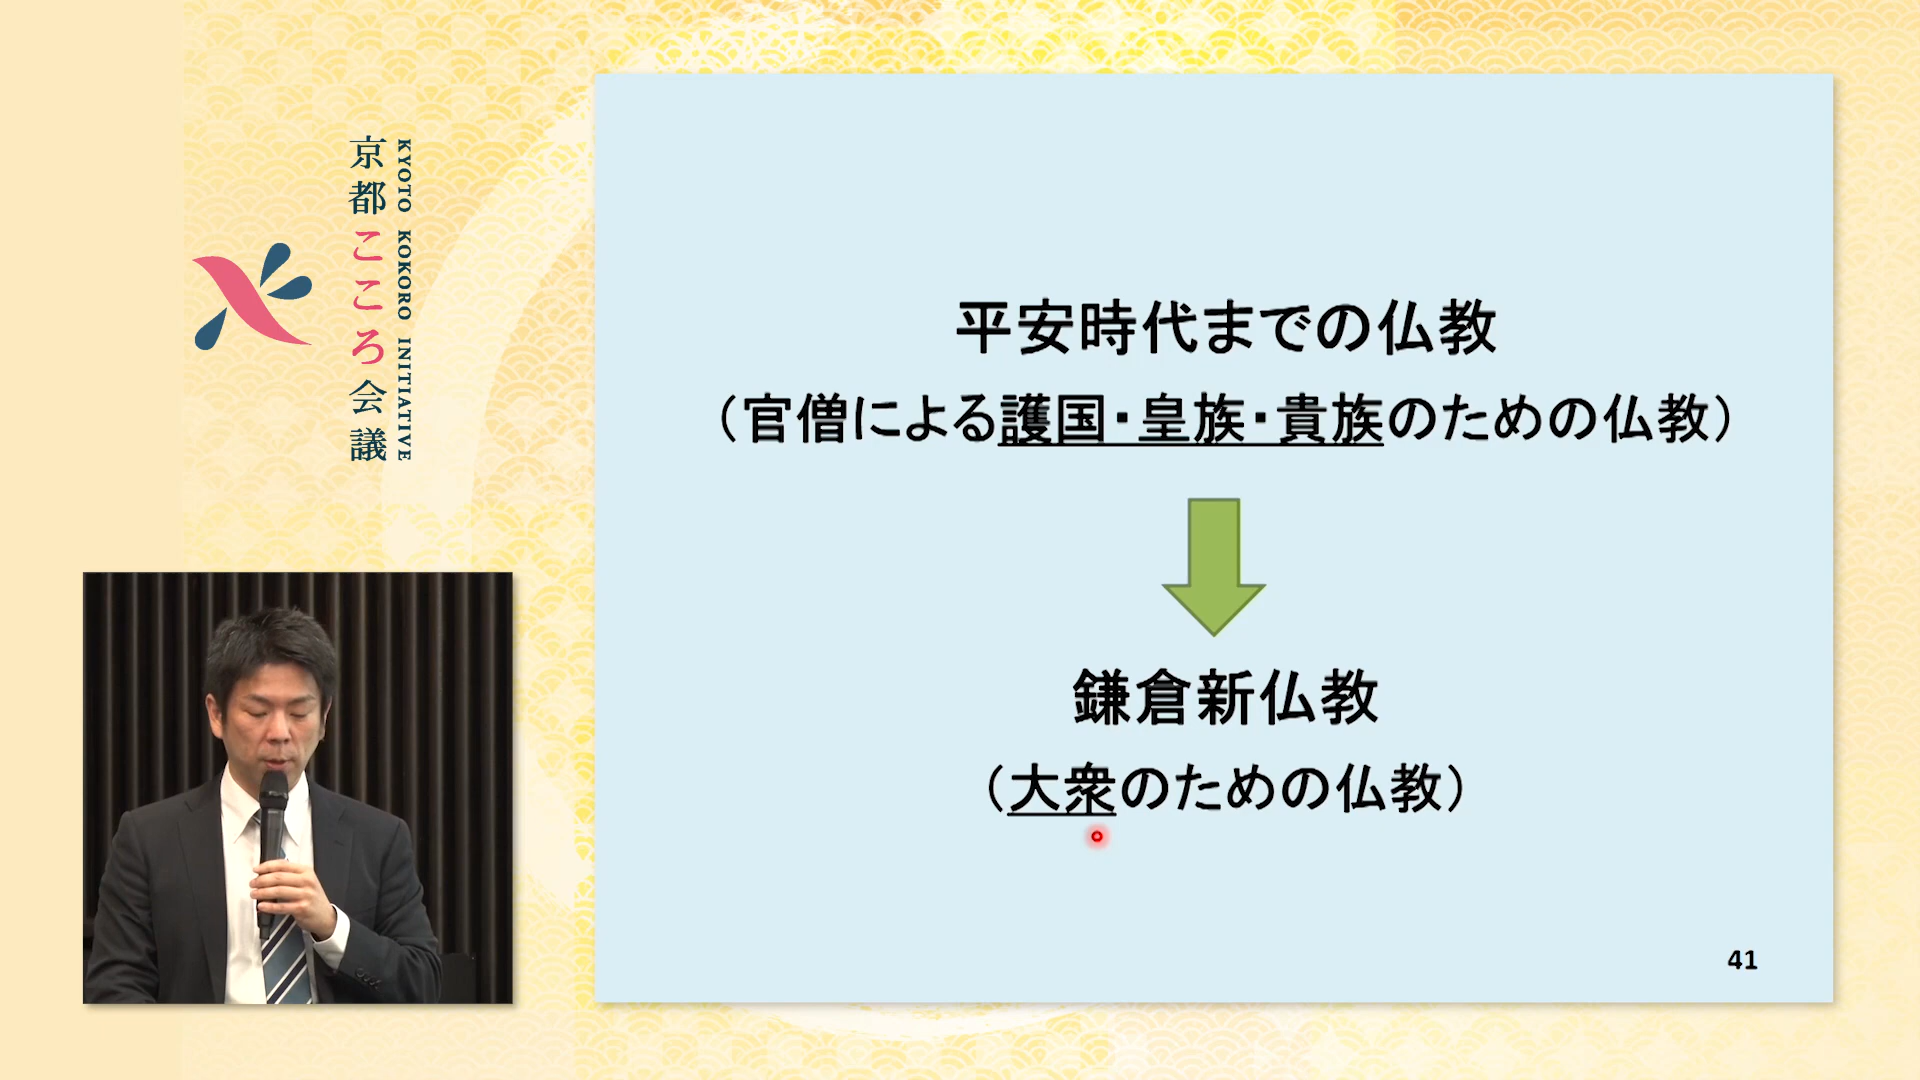 京都こころ会議
KYOTO KOKORO INITIATIVE
平安時代までの仏教
（官僧による護国・皇族・貴族のための仏教）
鎌倉新仏教
（大衆のための仏教）
41